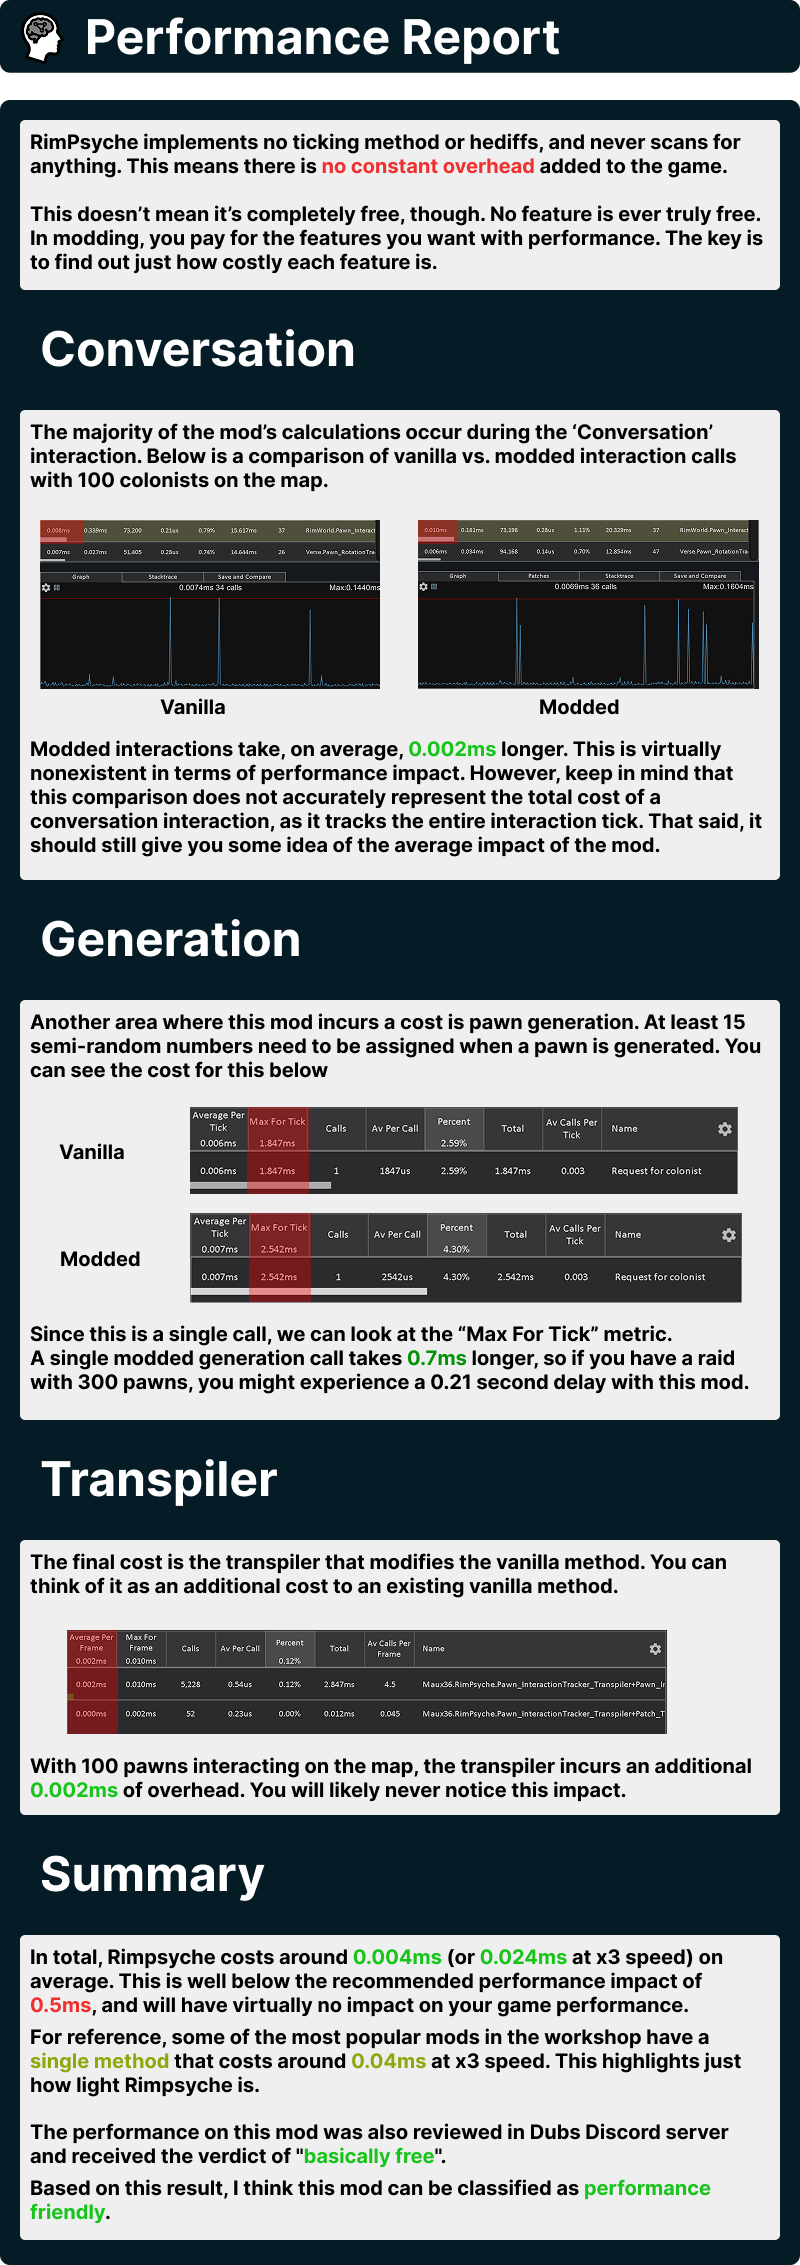 Performance Report
RimPsyche implements no ticking method or hediffs, and never scans for
anything. This means there is no constant overhead added to the game.
This doesn’t mean it’s completely free, though. No feature is ever truly free.
In modding, you pay for the features you want with performance. The key is
to find out just how costly each feature is.
Conversation
The majority of the mod’s calculations occur during the ‘Conversation’
interaction. Below is a comparison of vanilla vs. modded interaction calls
with 100 colonists on the map.
0.008ms 0.339ms 73,200 0.21us 0.79% 15.617ms 37 RimWorld.Pawn_Interact
0.007ms 0.027ms 51,405 0.28us 0.74% 14.644ms 26 Verse.Pawn_RotationTra
Graph Stacktrace Save and Compare
0.0074ms 34 calls Max:0.1440ms
Vanilla
0.010ms 0.181ms 73,198 0.28us 1.11% 20.329ms 37 RimWorld.Pawn_Interact
0.006ms 0.034ms 94,168 0.14us 0.70% 12.854ms 47 Verse.Pawn_RotationTra
Graph Patches Stacktrace Save and Compare
0.0069ms 36 calls Max:0.1604ms
Modded
Modded interactions take, on average, 0.002ms longer. This is virtually
nonexistent in terms of performance impact. However, keep in mind that
this comparison does not accurately represent the total cost of a
conversation interaction, as it tracks the entire interaction tick. That said, it
should still give you some idea of the average impact of the mod.
Generation
Another area where this mod incurs a cost is pawn generation. At least 15
semi-random numbers need to be assigned when a pawn is generated. You
can see the cost for this below
Vanilla
Average Per Tick Max For Tick Calls Av Per Call Percent Total Av Calls Per Tick Name
0.006ms 1.847ms 2.59%
0.006ms 1.847ms 1 1847us 2.59% 1.847ms 0.003 Request for colonist
Modded
Average Per Tick Max For Tick Calls Av Per Call Percent Total Av Calls Per Tick Name
0.007ms 2.542ms 4.30%
0.007ms 2.542ms 1 2542us 4.30% 2.542ms 0.003 Request for colonist
Since this is a single call, we can look at the “Max For Tick” metric.
A single modded generation call takes 0.7ms longer, so if you have a raid
with 300 pawns, you might experience a 0.21 second delay with this mod.
Transpiler
The final cost is the transpiler that modifies the vanilla method. You can
think of it as an additional cost to an existing vanilla method.
Average Per Frame Max For Frame Calls Av Per Call Percent Total Av Calls Per Frame Name
0.002ms 0.010ms 0.12%
0.002ms 0.010ms 5,228 0.54us 0.12% 2.847ms 4.5 Maux36.RimPsyche.Pawn_InteractionTracker_Transpiler+Pawn_I
0.000ms 0.002ms 52 0.23us 0.00% 0.012ms 0.045 Maux36.RimPsyche.Pawn_InteractionTracker_Transpiler+Patch_T
With 100 pawns interacting on the map, the transpiler incurs an additional
0.002ms of overhead. You will likely never notice this impact.
Summary
In total, Rimpsyche costs around 0.004ms (or 0.024ms at x3 speed) on
average. This is well below the recommended performance impact of
0.5ms, and will have virtually no impact on your game performance.
For reference, some of the most popular mods in the workshop have a
single method that costs around 0.04ms at x3 speed. This highlights just
how light Rimpsyche is.
The performance on this mod was also reviewed in Dubs Discord server
and received the verdict of "basically free".
Based on this result, I think this mod can be classified as performance
friendly.